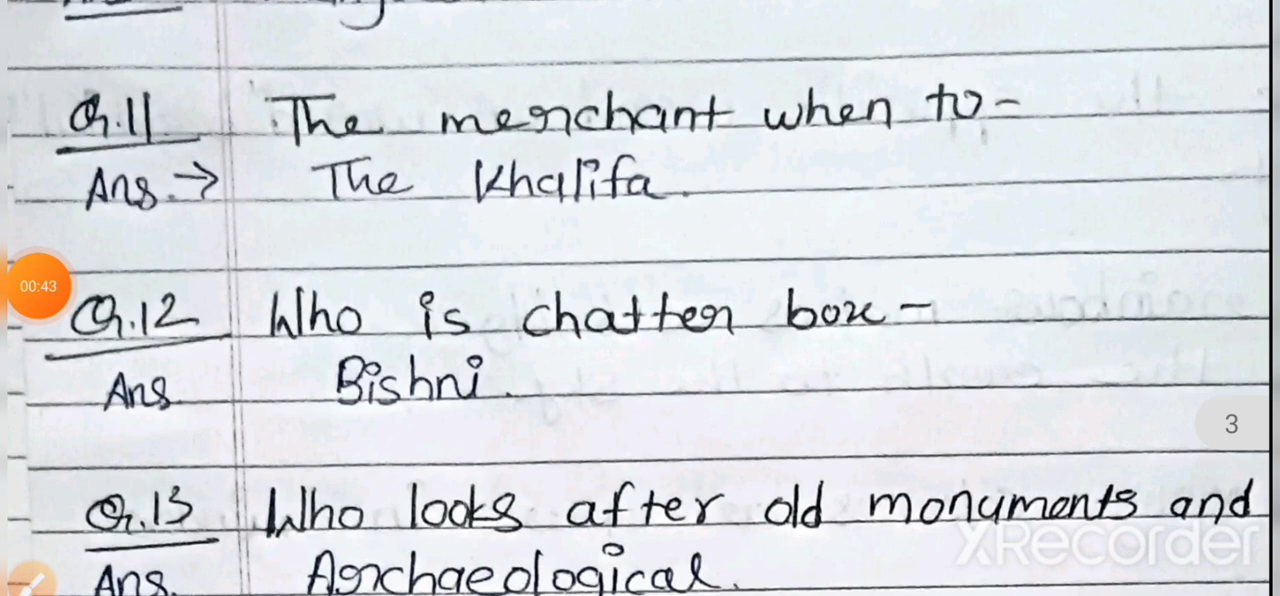 Q.11 The merchant when to-
Ans.→ The Khalifa.
00:43
Q.12 Who is chatter box-
Ans Bishni.
3
Q.13 Who looks after old monuments and
XRecorder
Ans. Archaeological.